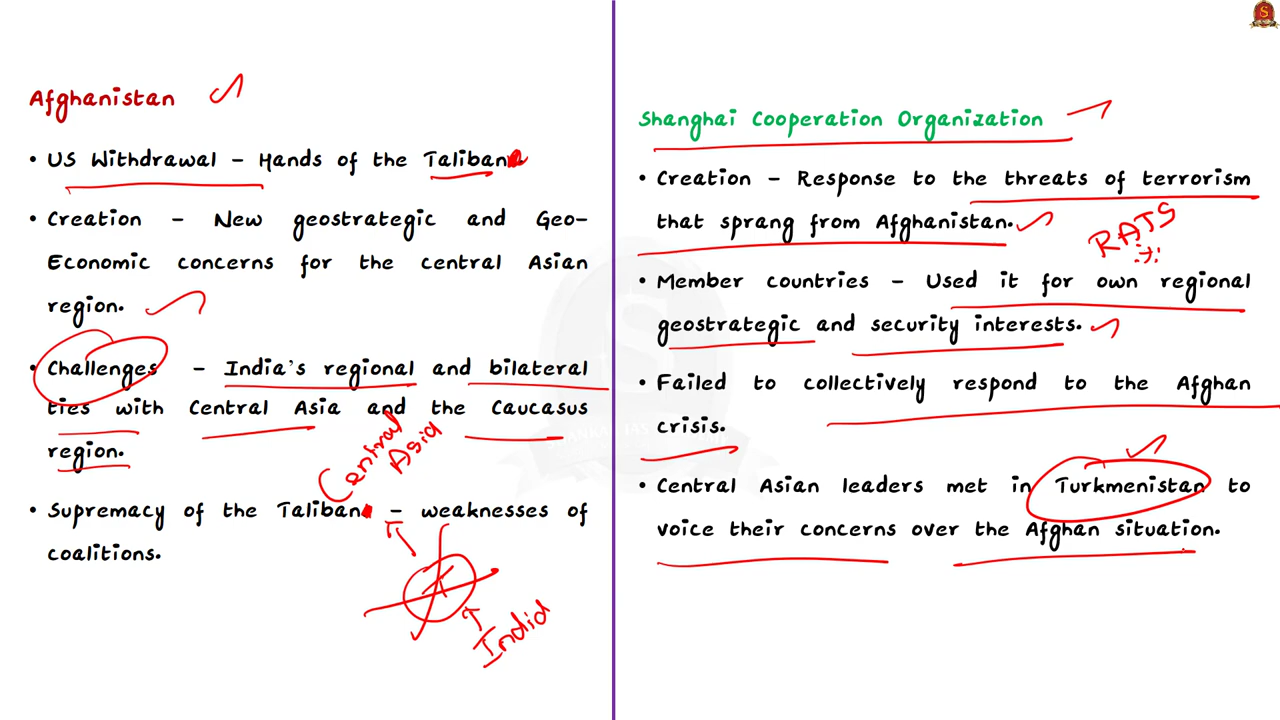 Afghanistan
• US Withdrawal – Hands of the Taliban.
• Creation – New geostrategic and Geo-
Economic concerns for the central Asian
region.
• Challenges – India's regional and bilateral
ties with Central Asia and the Caucasus
region.
Central
Asia
• Supremacy of the Taliban – weaknesses of
coalitions.
India
Shanghai Cooperation Organization
• Creation – Response to the threats of terrorism
that sprang from Afghanistan.
RATS
• Member countries – Used it for own regional
geostrategic and security interests.
• Failed to collectively respond to the Afghan
crisis.
• Central Asian leaders met in Turkmenistan to
voice their concerns over the Afghan situation.